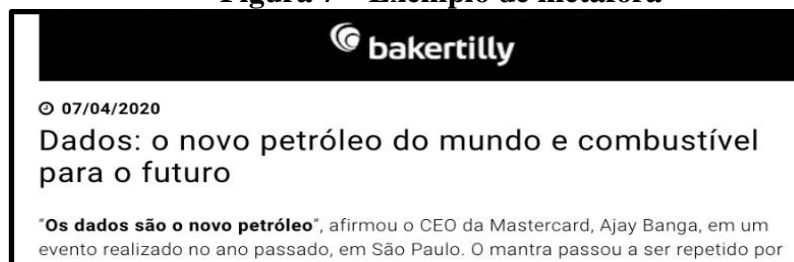 Figura 7 – Exemplo de metáfora
bakertilly
07/04/2020
Dados: o novo petróleo do mundo e combustível
para o futuro
"Os dados são o novo petróleo", afirmou o CEO da Mastercard, Ajay Banga, em um
evento realizado no ano passado, em São Paulo. O mantra passou a ser repetido por